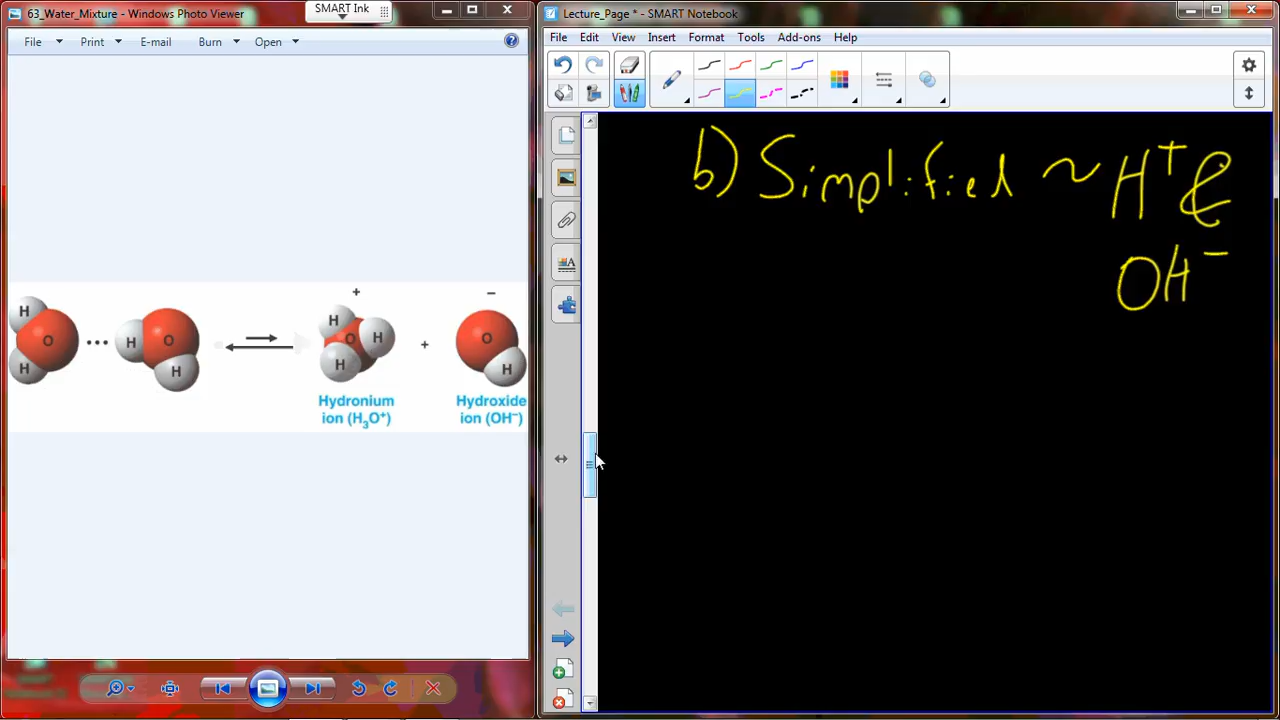 63_Water_Mixture - Windows Photo Viewer
SMART Ink
File Print E-mail Burn Open
H
O
H
H
O
H
+
H
O
H
H
Hydronium
ion (H₃O⁺)
+
−
O
H
Hydroxide
ion (OH⁻)
Lecture_Page * - SMART Notebook
File Edit View Insert Format Tools Add-ons Help
b) Simplified ~ H⁺ &
OH⁻